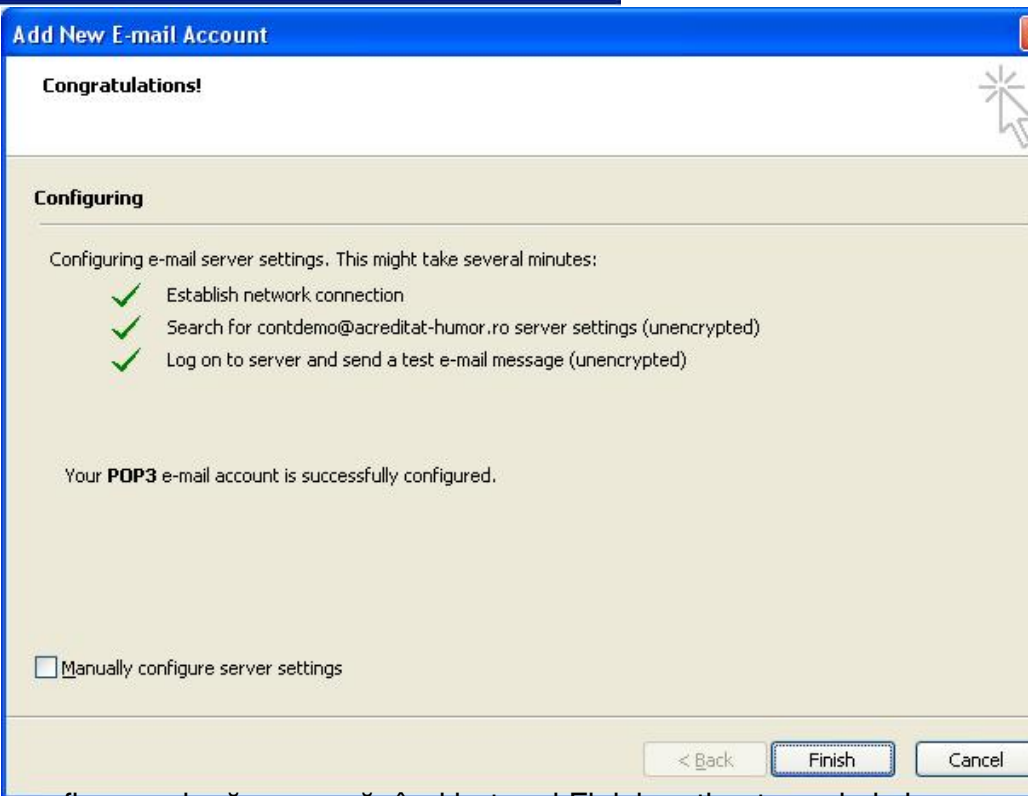 Add New E-mail Account
Congratulations!
Configuring
Configuring e-mail server settings. This might take several minutes:
Establish network connection
Search for contdemo@acreditat-humor.ro server settings (unencrypted)
Log on to server and send a test e-mail message (unencrypted)
Your POP3 e-mail account is successfully configured.
Manually configure server settings
< Back
Finish
Cancel